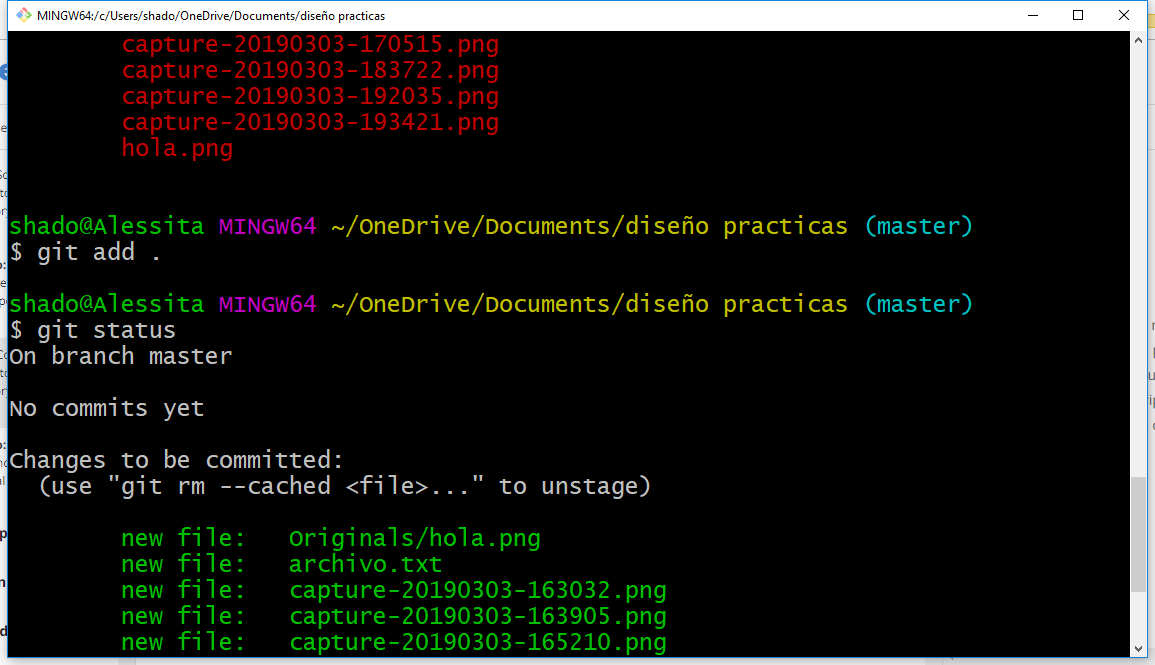 MINGW64:/c/Users/shado/OneDrive/Documents/diseño practicas
capture-20190303-170515.png
capture-20190303-183722.png
capture-20190303-192035.png
capture-20190303-193421.png
hola.png
shado@Alessita MINGW64 ~/OneDrive/Documents/diseño practicas (master)
$ git add .
shado@Alessita MINGW64 ~/OneDrive/Documents/diseño practicas (master)
$ git status
On branch master
No commits yet
Changes to be committed:
(use "git rm --cached <file>..." to unstage)
new file:   Originals/hola.png
new file:   archivo.txt
new file:   capture-20190303-163032.png
new file:   capture-20190303-163905.png
new file:   capture-20190303-165210.png